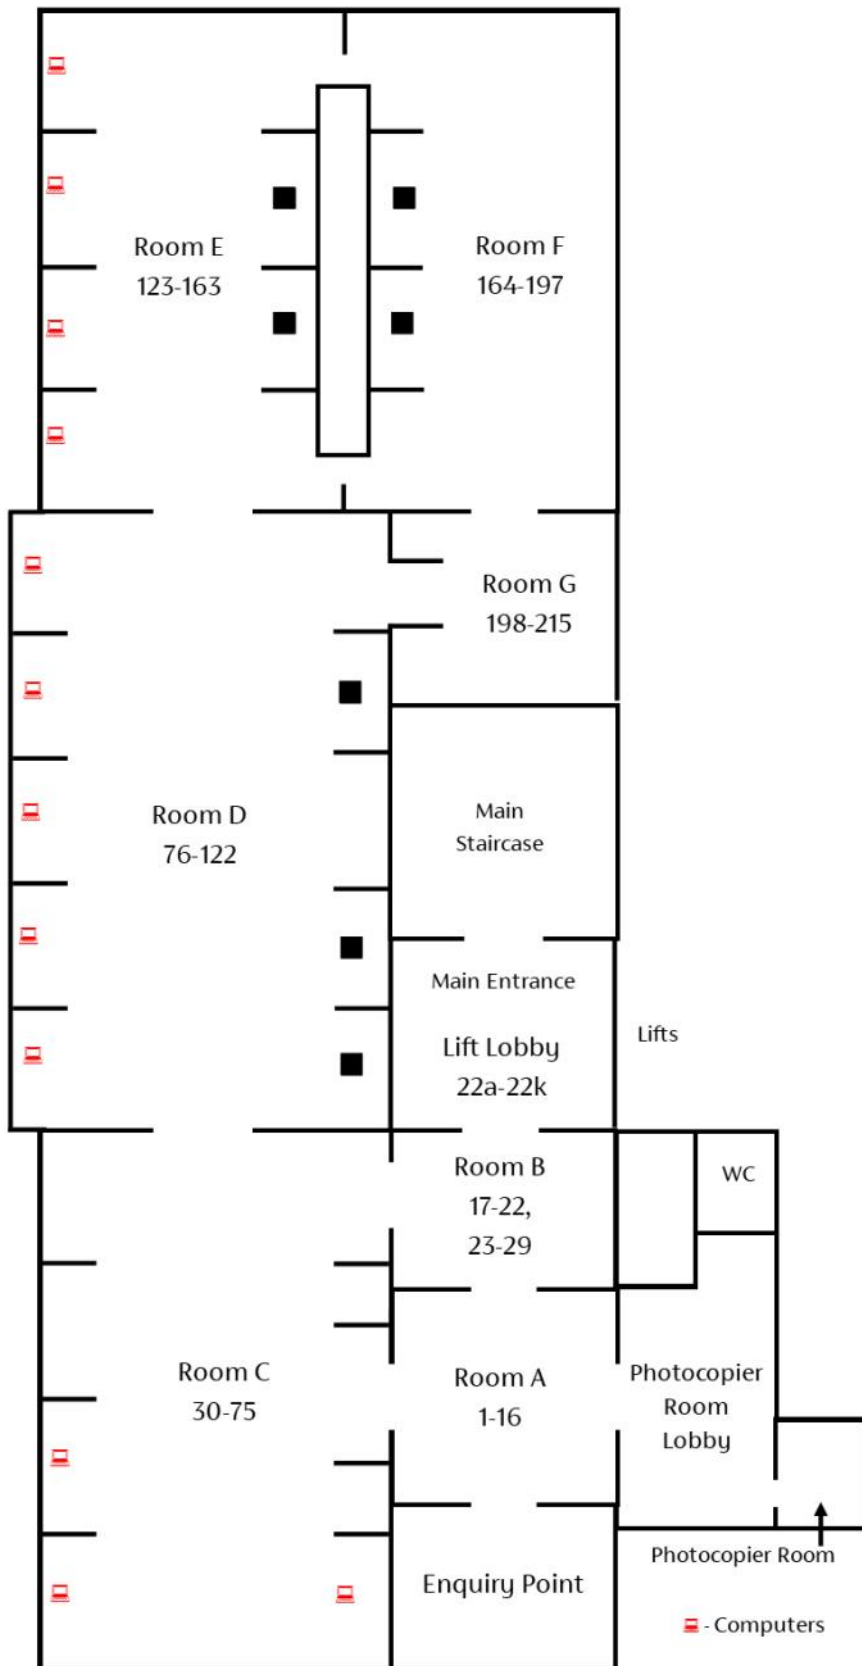 Room E
123-163
Room F
164-197
Room G
198-215
Room D
76-122
Main
Staircase
Main Entrance
Lift Lobby
22a-22k
Lifts
Room B
17-22,
23-29
WC
Room C
30-75
Room A
1-16
Photocopier
Room
Lobby
Photocopier Room
Enquiry Point
- Computers